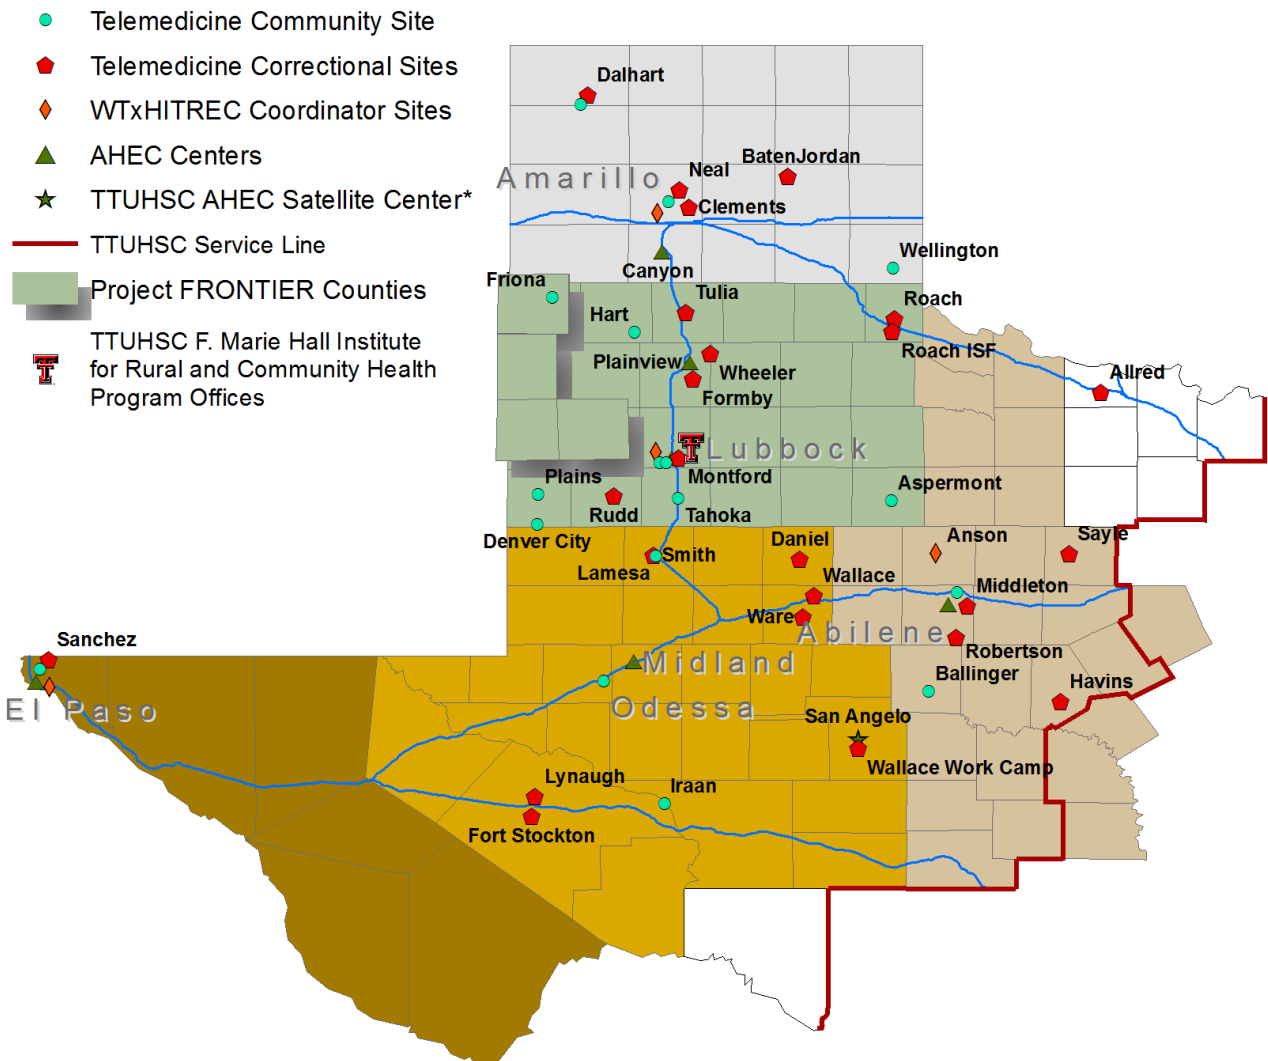 Telemedicine Community Site
Telemedicine Correctional Sites
WTxHITREC Coordinator Sites
AHEC Centers
TTUHSC AHEC Satellite Center*
TTUHSC Service Line
Project FRONTIER Counties
TTUHSC F. Marie Hall Institute
for Rural and Community Health
Program Offices
Dalhart
BatenJordan
Neal
Amarillo
Clements
Wellington
Canyon
Friona
Tulia
Roach
Hart
Roach ISF
Plainview
Wheeler
Allred
Formby
Lubbock
Plains
Montford
Aspermont
Rudd
Tahoka
Denver City
Daniel
Anson
Sayle
Smith
Lamesa
Wallace
Middleton
Ware
Abilene
Sanchez
Robertson
Midland
Ballinger
Havins
El Paso
Odessa
San Angelo
Wallace Work Camp
Lynaugh
Iraan
Fort Stockton